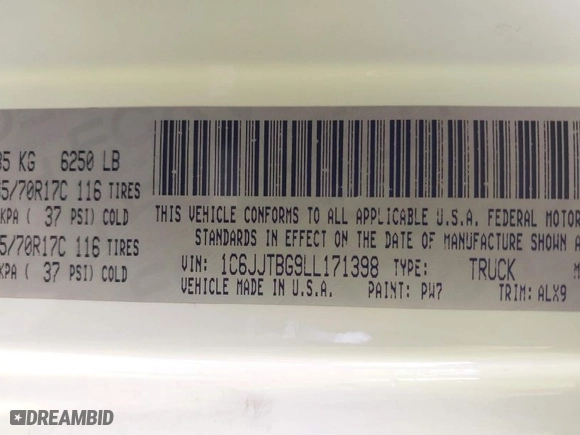 85 KG 6250 LB
5/70R17C 116 TIRES
KPA ( 37 PSI) COLD
5/70R17C 116 TIRES
KPA ( 37 PSI) COLD
THIS VEHICLE CONFORMS TO ALL APPLICABLE U.S.A. FEDERAL MOTOR
STANDARDS IN EFFECT ON THE DATE OF MANUFACTURE SHOWN A
VIN: 1C6JJTBG9LL171398 TYPE: TRUCK M
VEHICLE MADE IN U.S.A. PAINT: PW7 TRIM: ALX9
DREAMBID